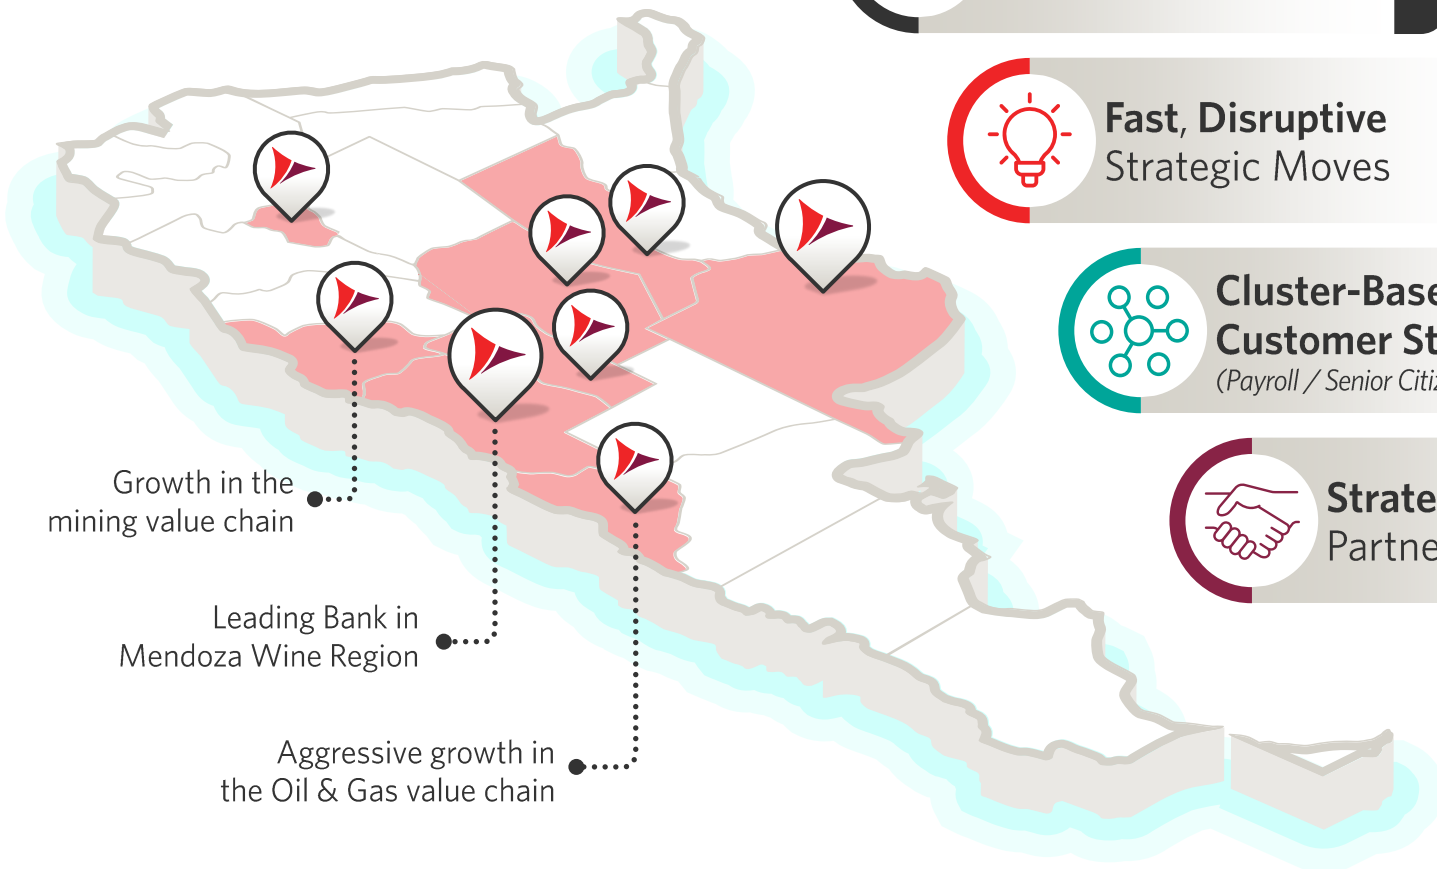 Fast, Disruptive
Strategic Moves
Cluster-Base
Customer St
(Payroll / Senior Citiz
Strate
Partne
Growth in the
mining value chain
Leading Bank in
Mendoza Wine Region
Aggressive growth in
the Oil & Gas value chain